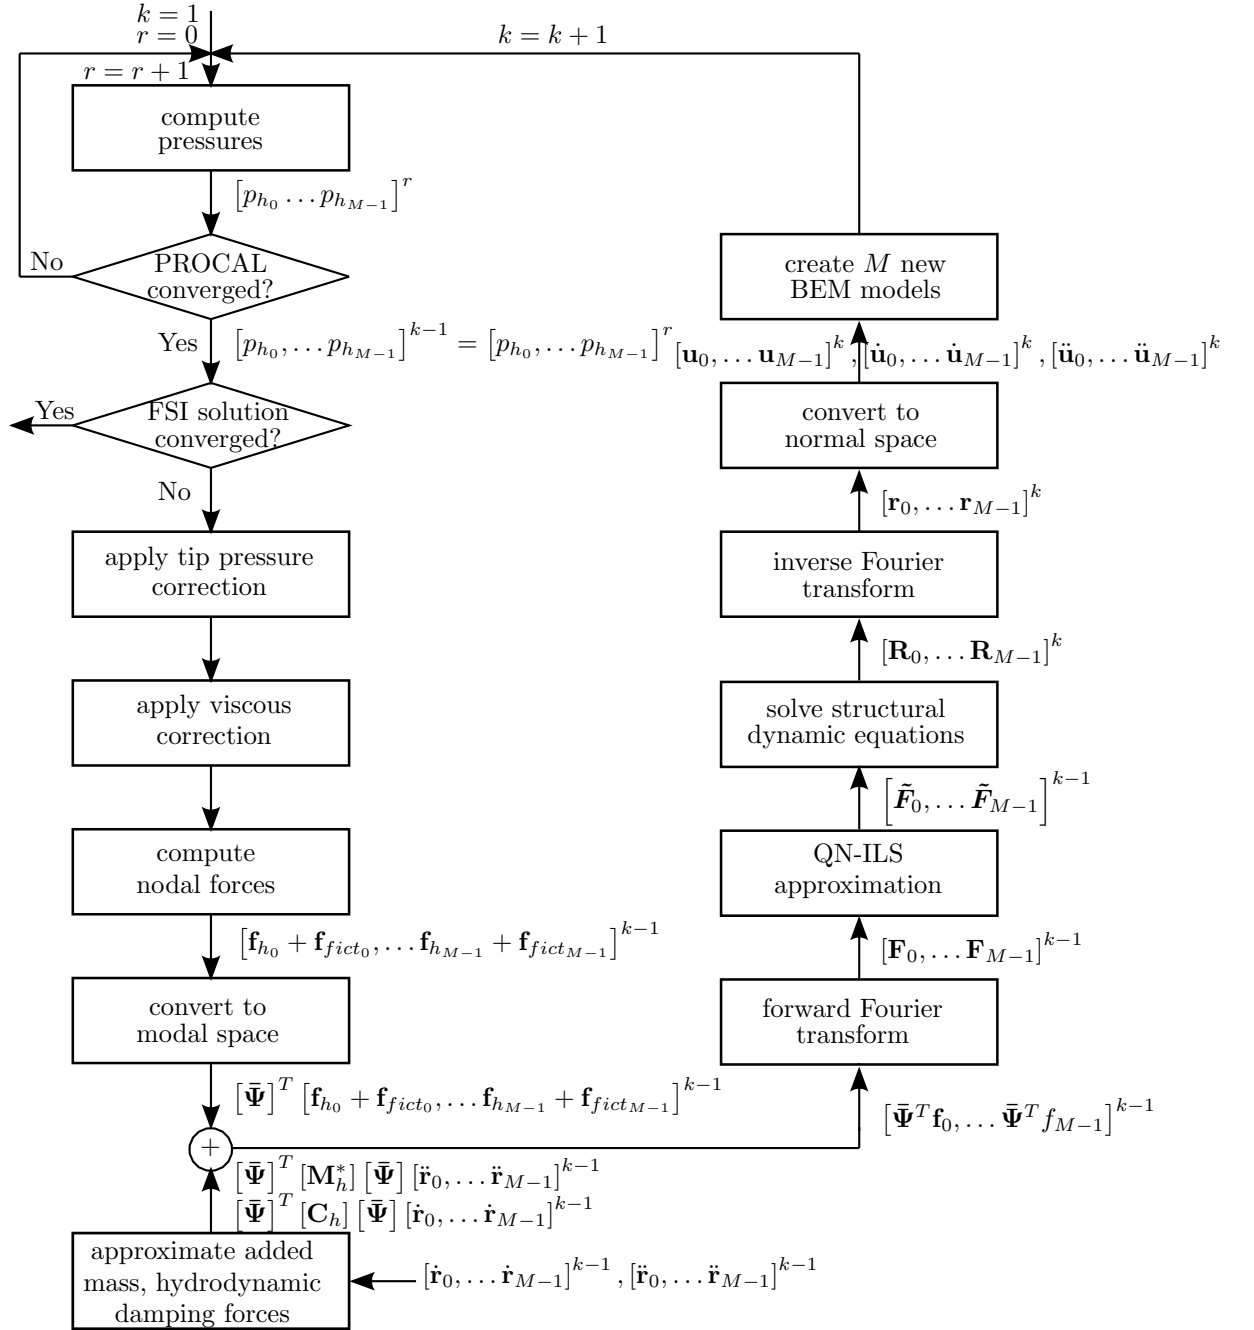 k = 1
r = 0
k = k + 1
r = r + 1
compute
pressures
[p_{h_0} … p_{h_{M−1}}]^r
No
PROCAL
converged?
Yes
[p_{h_0}, … p_{h_{M−1}}]^{k−1} = [p_{h_0}, … p_{h_{M−1}}]^r
Yes
FSI solution
converged?
No
apply tip pressure
correction
apply viscous
correction
compute
nodal forces
[𝐟_{h_0} + 𝐟_{fict_0}, … 𝐟_{h_{M−1}} + 𝐟_{fict_{M−1}}]^{k−1}
convert to
modal space
[𝚿̄]^T [𝐟_{h_0} + 𝐟_{fict_0}, … 𝐟_{h_{M−1}} + 𝐟_{fict_{M−1}}]^{k−1}
+
[𝚿̄]^T [𝐌_h^*] [𝚿̄] [𝐫̈_0, … 𝐫̈_{M−1}]^{k−1}
[𝚿̄]^T [𝐂_h] [𝚿̄] [𝐫̇_0, … 𝐫̇_{M−1}]^{k−1}
approximate added
mass, hydrodynamic
damping forces
[𝐫̇_0, … 𝐫̇_{M−1}]^{k−1} , [𝐫̈_0, … 𝐫̈_{M−1}]^{k−1}
create M new
BEM models
[𝐮_0, … 𝐮_{M−1}]^k , [𝐮̇_0, … 𝐮̇_{M−1}]^k , [𝐮̈_0, … 𝐮̈_{M−1}]^k
convert to
normal space
[𝐫_0, … 𝐫_{M−1}]^k
inverse Fourier
transform
[𝐑_0, … 𝐑_{M−1}]^k
solve structural
dynamic equations
[𝑭̃_0, … 𝑭̃_{M−1}]^{k−1}
QN-ILS
approximation
[𝐅_0, … 𝐅_{M−1}]^{k−1}
forward Fourier
transform
[𝚿̄^T 𝐟_0, … 𝚿̄^T f_{M−1}]^{k−1}